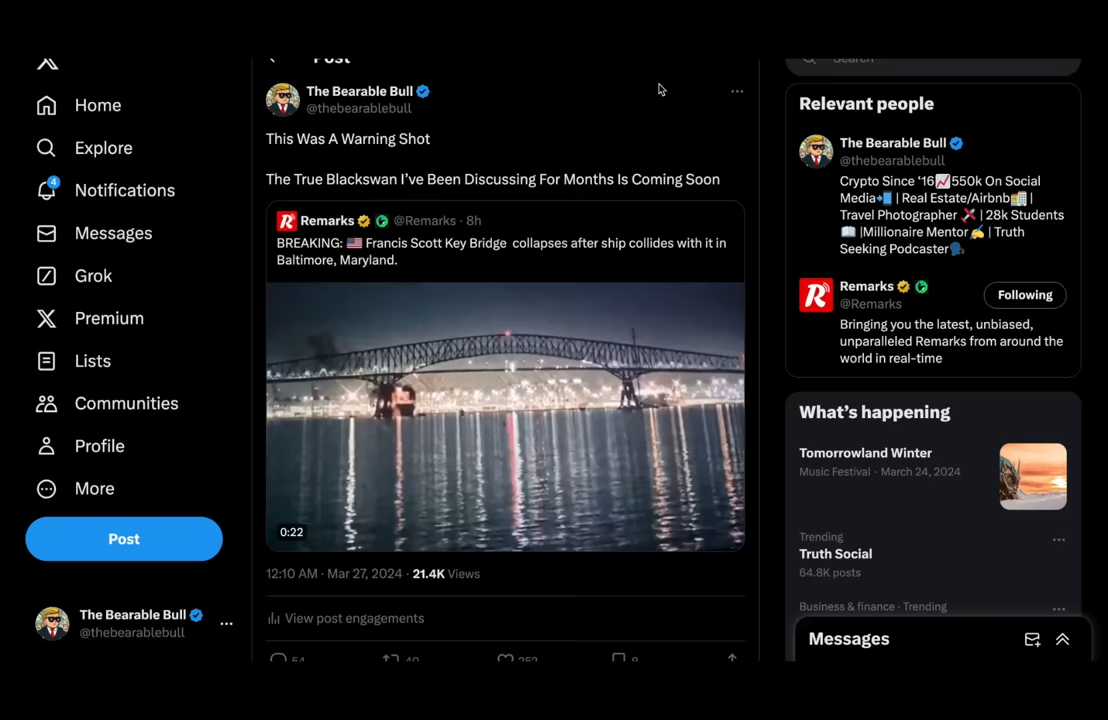 Post
Search
Home
Explore
4
Notifications
Messages
Grok
Premium
Lists
Communities
Profile
More
Post
The Bearable Bull
@thebearablebull
The Bearable Bull
@thebearablebull
This Was A Warning Shot
The True Blackswan I've Been Discussing For Months Is Coming Soon
Remarks @Remarks · 8h
BREAKING: 🇺🇸 Francis Scott Key Bridge collapses after ship collides with it in
Baltimore, Maryland.
0:22
12:10 AM · Mar 27, 2024 · 21.4K Views
View post engagements
54 40 252 8
Relevant people
The Bearable Bull
@thebearablebull
Crypto Since ‘16📈550k On Social
Media📲 | Real Estate/Airbnb🏢 |
Travel Photographer ✈️ | 28k Students
📖 |Millionaire Mentor✍️ | Truth
Seeking Podcaster🗣️
Remarks
@Remarks
Following
Bringing you the latest, unbiased,
unparalleled Remarks from around the
world in real-time
What’s happening
Tomorrowland Winter
Music Festival · March 24, 2024
Trending
Truth Social
64.8K posts
Business & finance · Trending
Messages